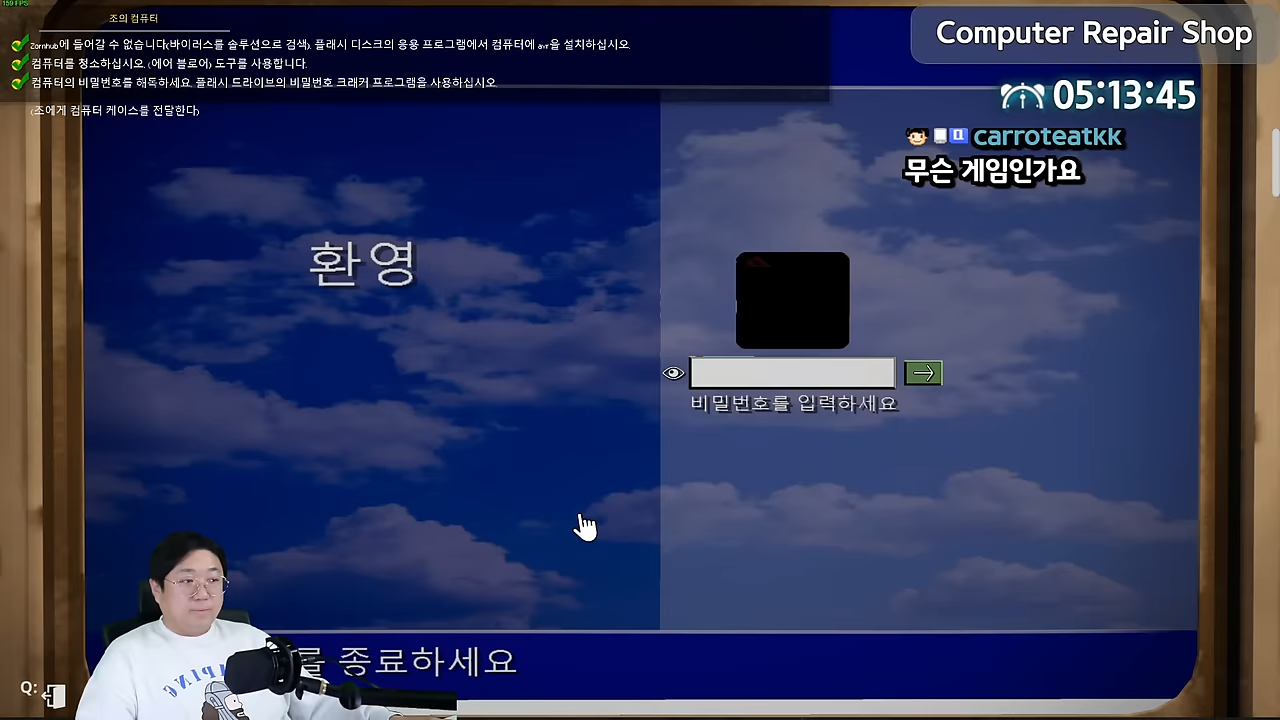 159 FPS
조의 컴퓨터
Zornhub에 들어갈 수 없습니다(바이러스를 솔루션으로 검색). 플래시 디스크의 응용 프로그램에서 컴퓨터에 avr을 설치하십시오.
컴퓨터를 청소하십시오. (에어 블로어) 도구를 사용합니다.
컴퓨터의 비밀번호를 해독하세요. 플래시 드라이브의 비밀번호 크래커 프로그램을 사용하십시오.
(조에게 컴퓨터 케이스를 전달한다)
Computer Repair Shop
05:13:45
carroteatkk
무슨 게임인가요
환영
비밀번호를 입력하세요
를 종료하세요
Q: